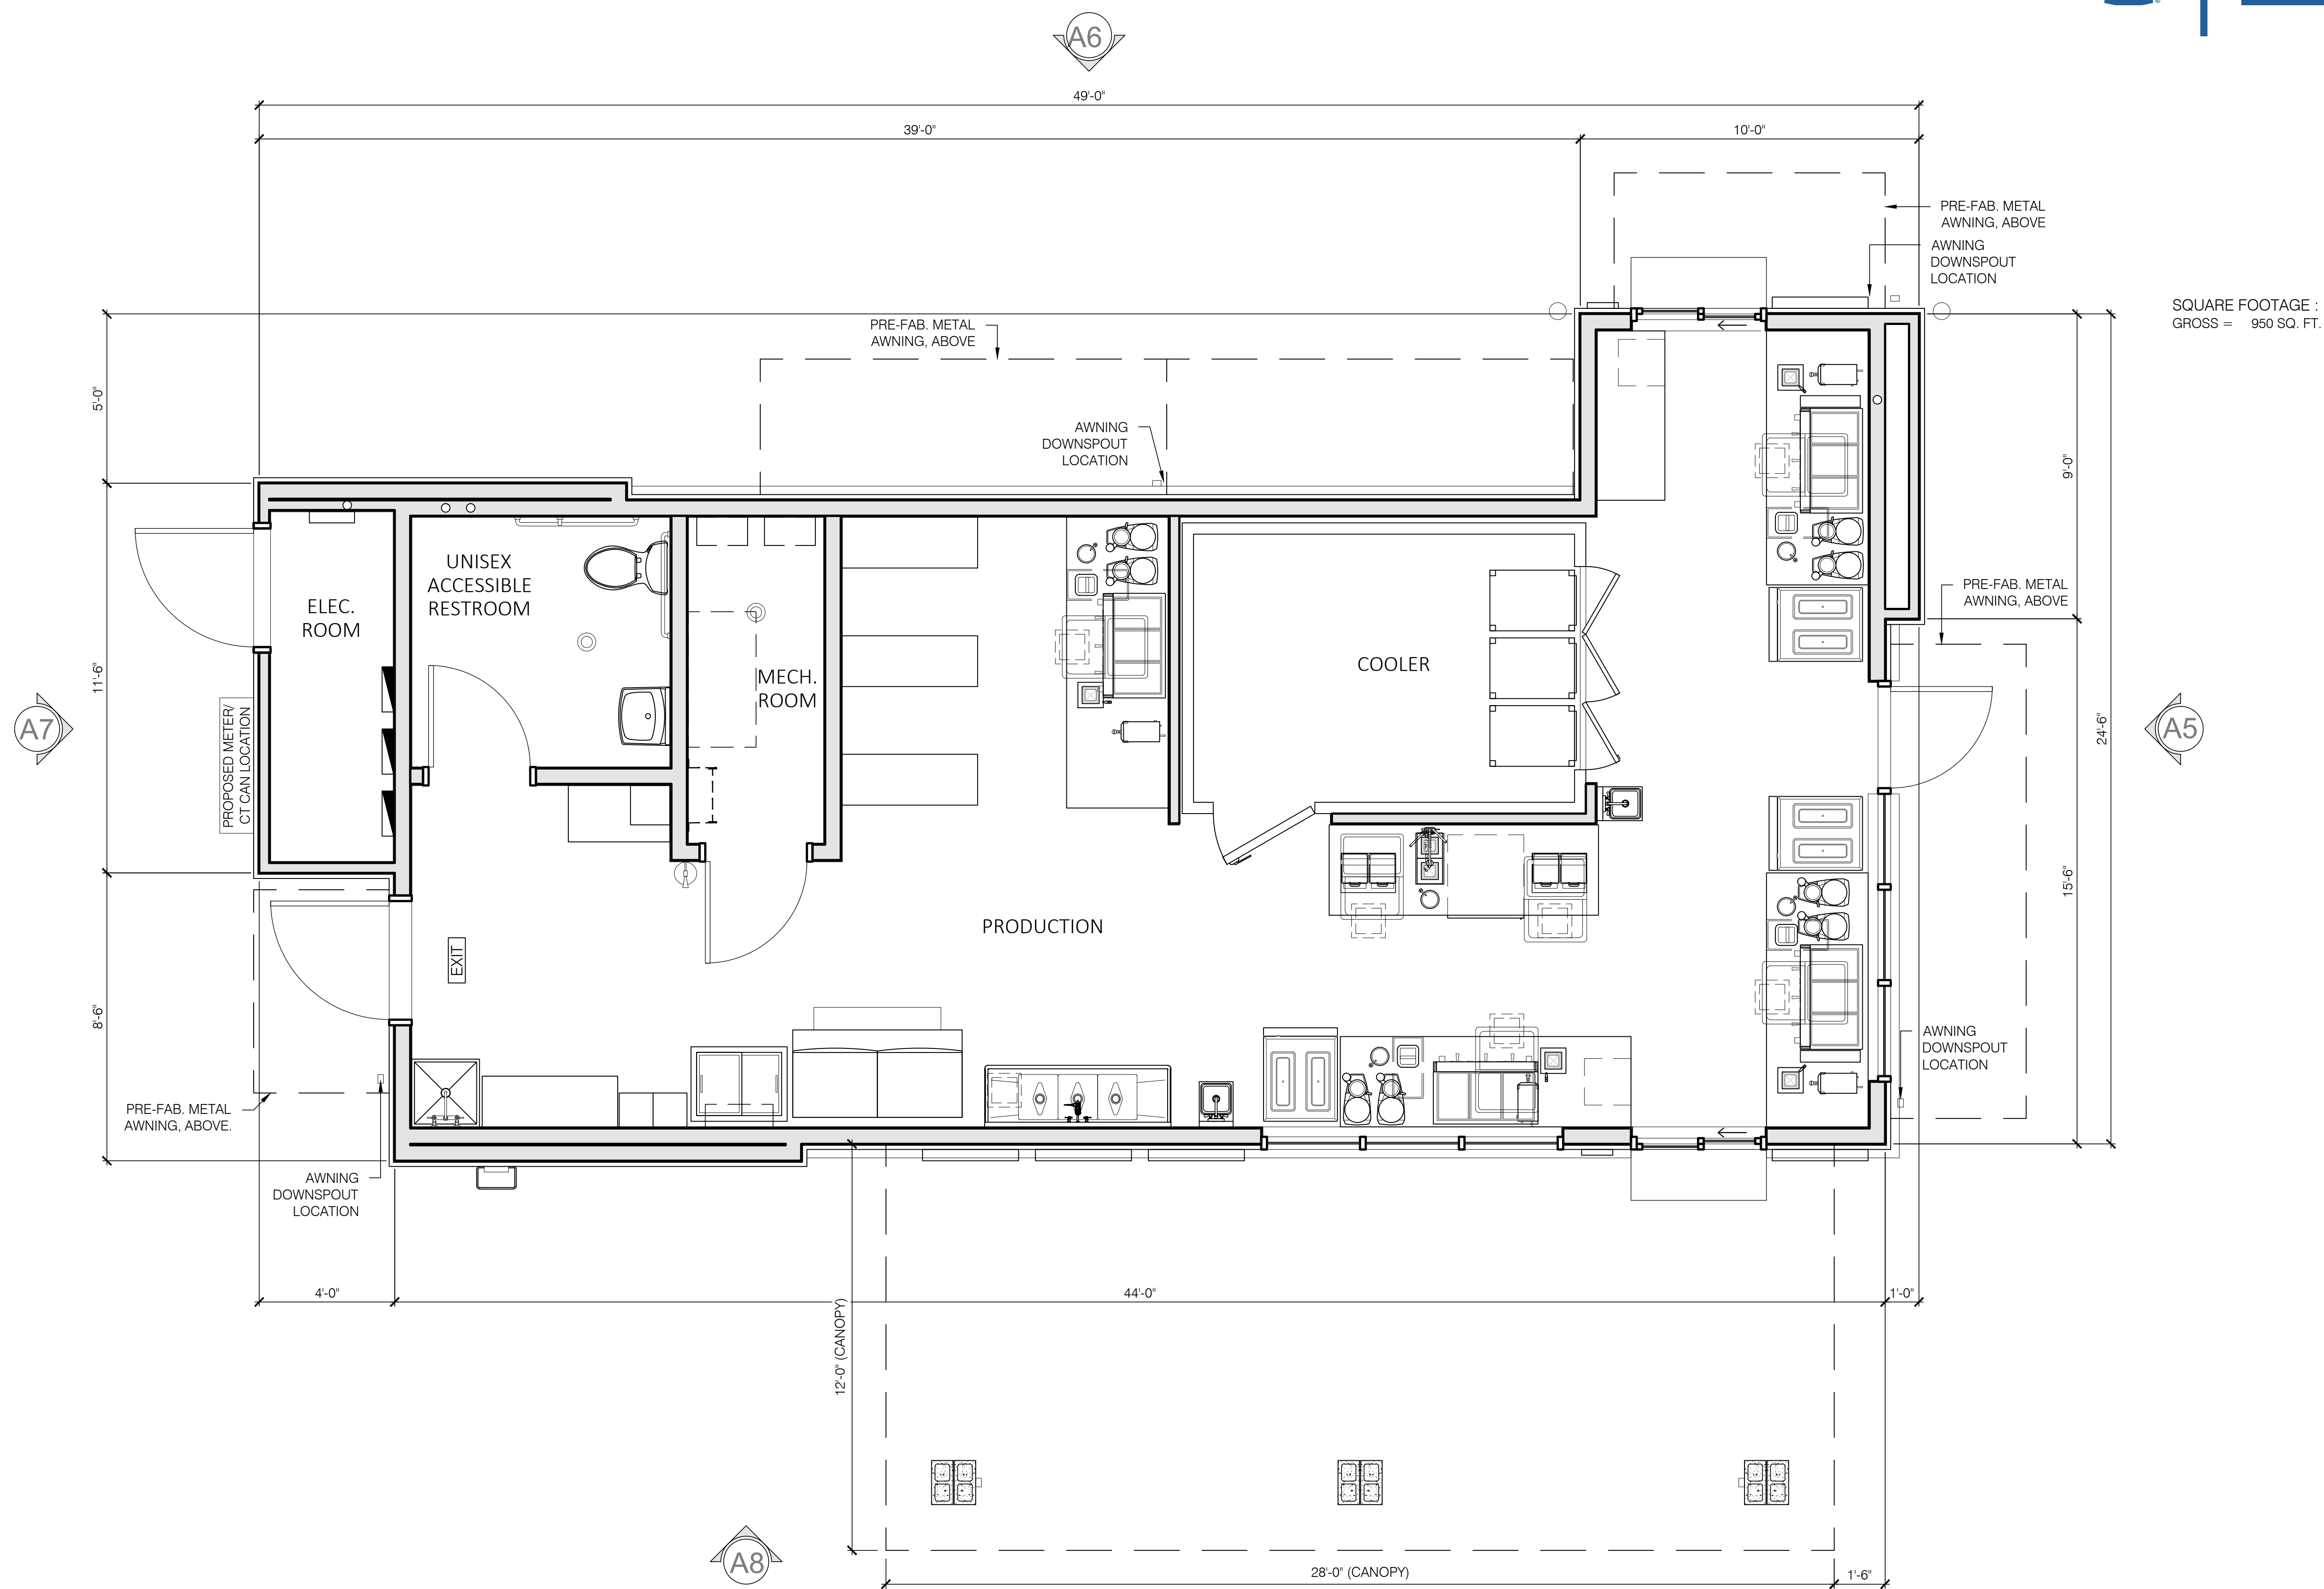 A6
49'-0"
39'-0"
10'-0"
PRE-FAB. METAL
AWNING, ABOVE
AWNING
DOWNSPOUT
LOCATION
SQUARE FOOTAGE :
GROSS = 950 SQ. FT.
PRE-FAB. METAL
AWNING, ABOVE
5'-0"
AWNING
DOWNSPOUT
LOCATION
9'-0"
UNISEX
ACCESSIBLE
RESTROOM
ELEC.
ROOM
PRE-FAB. METAL
AWNING, ABOVE
MECH.
ROOM
COOLER
11'-6"
A7
PROPOSED METER/
CT CAN LOCATION
A5
24'-6"
15'-6"
PRODUCTION
EXIT
8'-6"
AWNING
DOWNSPOUT
LOCATION
PRE-FAB. METAL
AWNING, ABOVE.
AWNING
DOWNSPOUT
LOCATION
4'-0"
44'-0"
1'-0"
12'-0" (CANOPY)
A8
28'-0" (CANOPY)
1'-6"